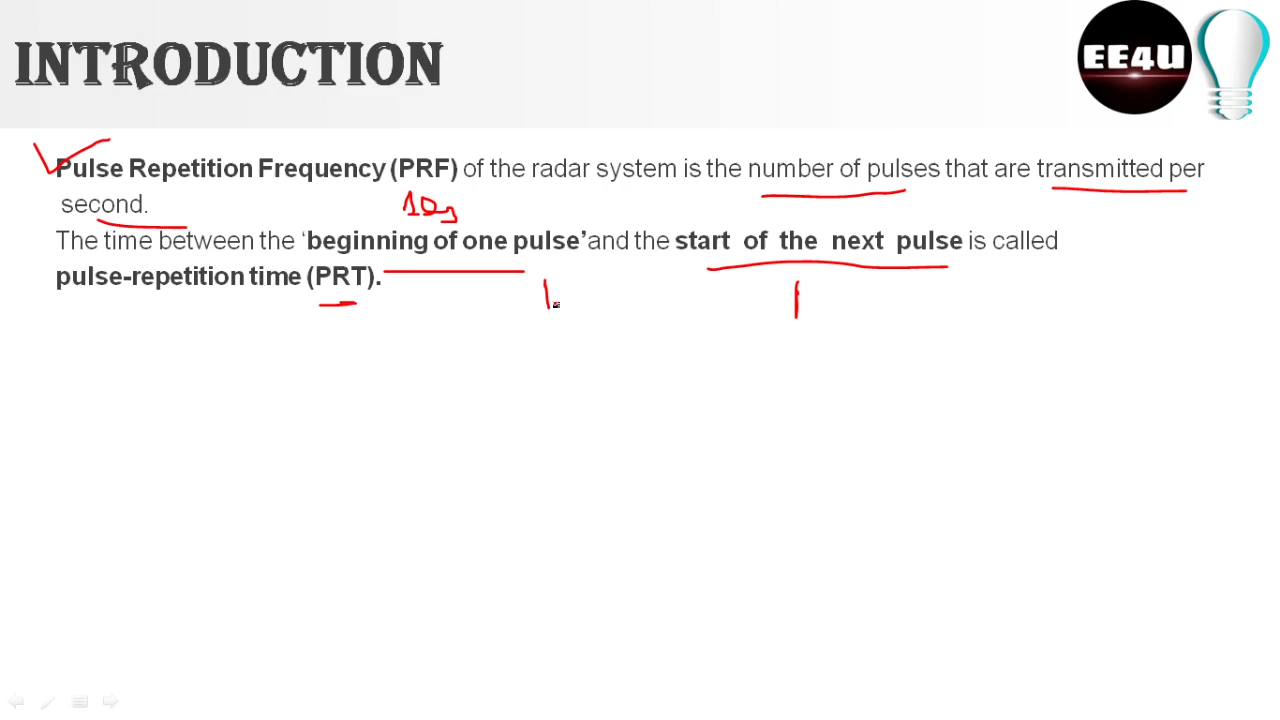 INTRODUCTION
EE4U
Pulse Repetition Frequency (PRF) of the radar system is the number of pulses that are transmitted per
second.
The time between the ‘beginning of one pulse’and the start of the next pulse is called
pulse-repetition time (PRT).